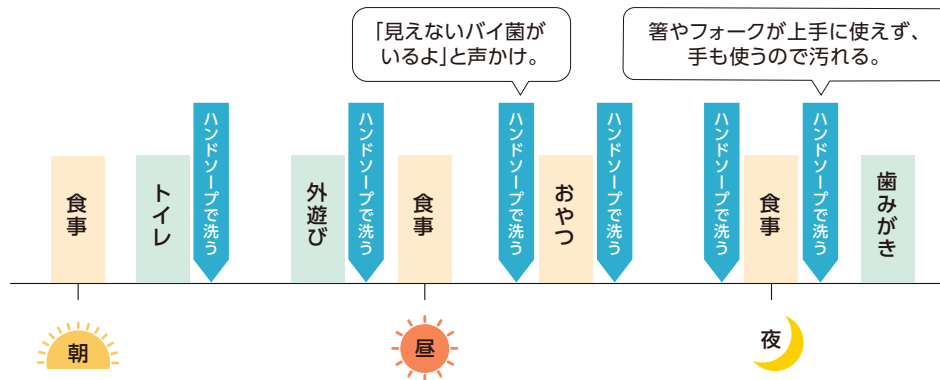 「見えないバイ菌が
いるよ」と声かけ。
箸やフォークが上手に使えず、
手も使うので汚れる。
食事
トイレ
ハンドソープで洗う
外遊び
ハンドソープで洗う
食事
ハンドソープで洗う
おやつ
ハンドソープで洗う
ハンドソープで洗う
食事
ハンドソープで洗う
歯みがき
朝
昼
夜